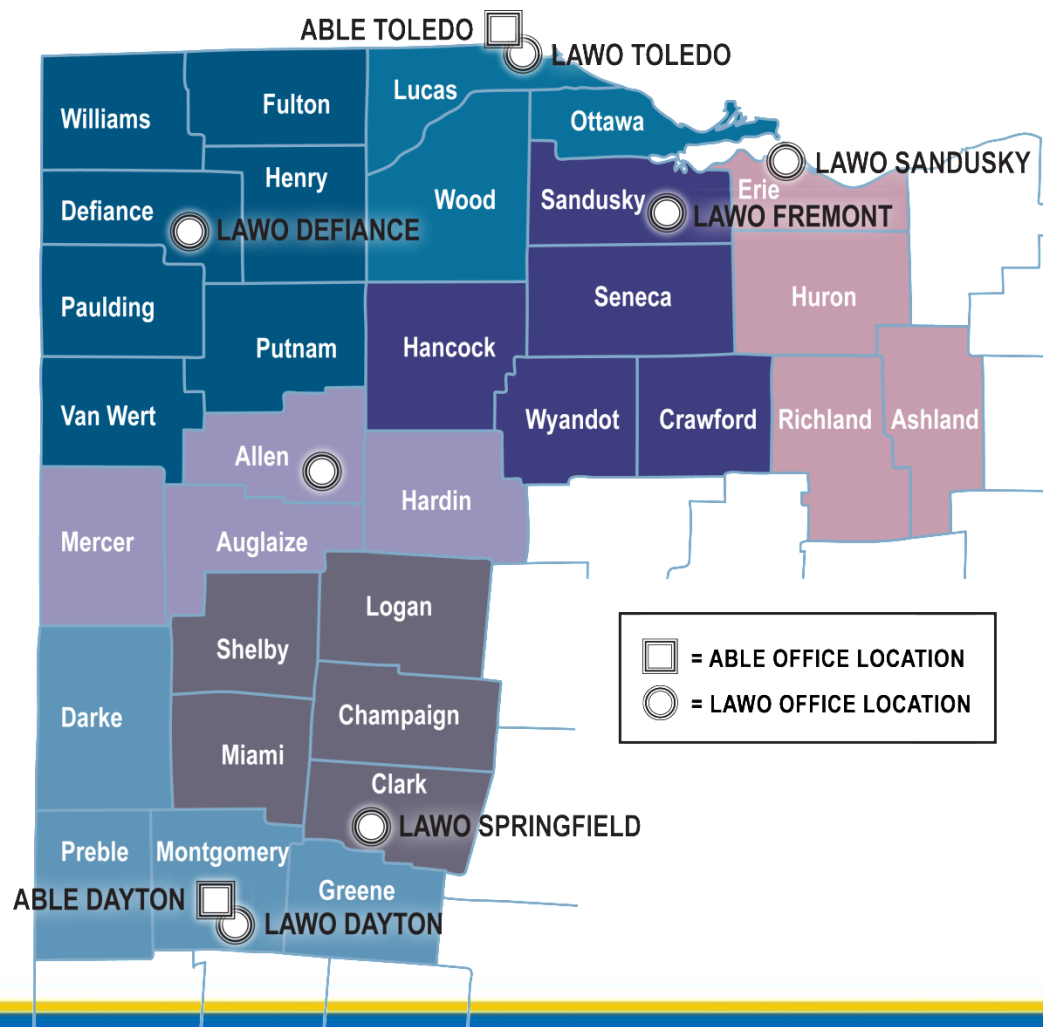 ABLE TOLEDO
LAWO TOLEDO
Lucas
Fulton
Williams
Ottawa
LAWO SANDUSKY
Henry
Erie
Wood
Sandusky
Defiance
LAWO FREMONT
LAWO DEFIANCE
Seneca
Huron
Paulding
Putnam
Hancock
Van Wert
Wyandot
Crawford
Richland
Ashland
Allen
Hardin
Mercer
Auglaize
Logan
Shelby
= ABLE OFFICE LOCATION
= LAWO OFFICE LOCATION
Darke
Champaign
Miami
Clark
LAWO SPRINGFIELD
Preble
Montgomery
Greene
ABLE DAYTON
LAWO DAYTON